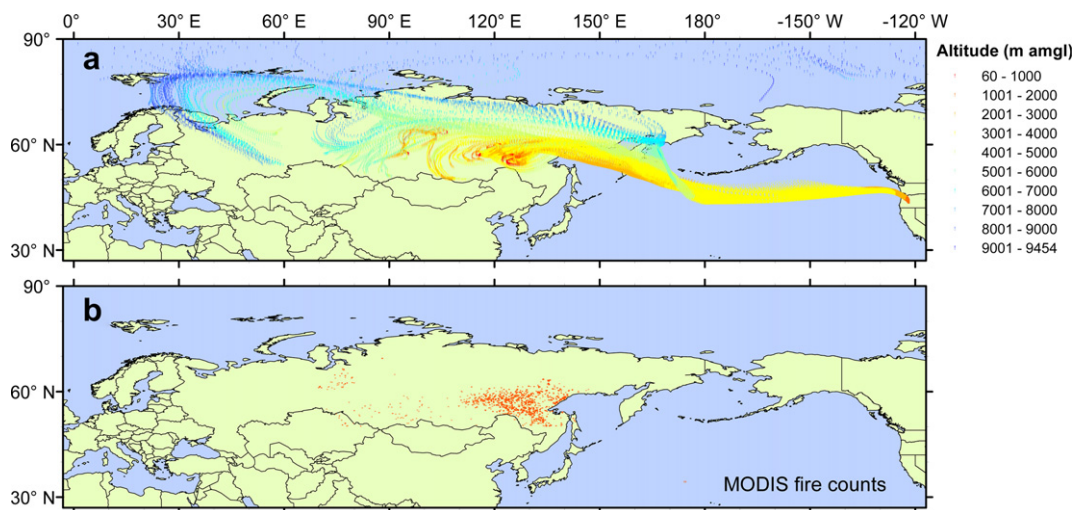 0° 30° E 60° E 90° E 120° E 150° E 180° E -150° W -120° W
90°
a
60° N
30° N
Altitude (m amgl)
60 - 1000
1001 - 2000
2001 - 3000
3001 - 4000
4001 - 5000
5001 - 6000
6001 - 7000
7001 - 8000
8001 - 9000
9001 - 9454
90°
b
60° N
30° N
MODIS fire counts